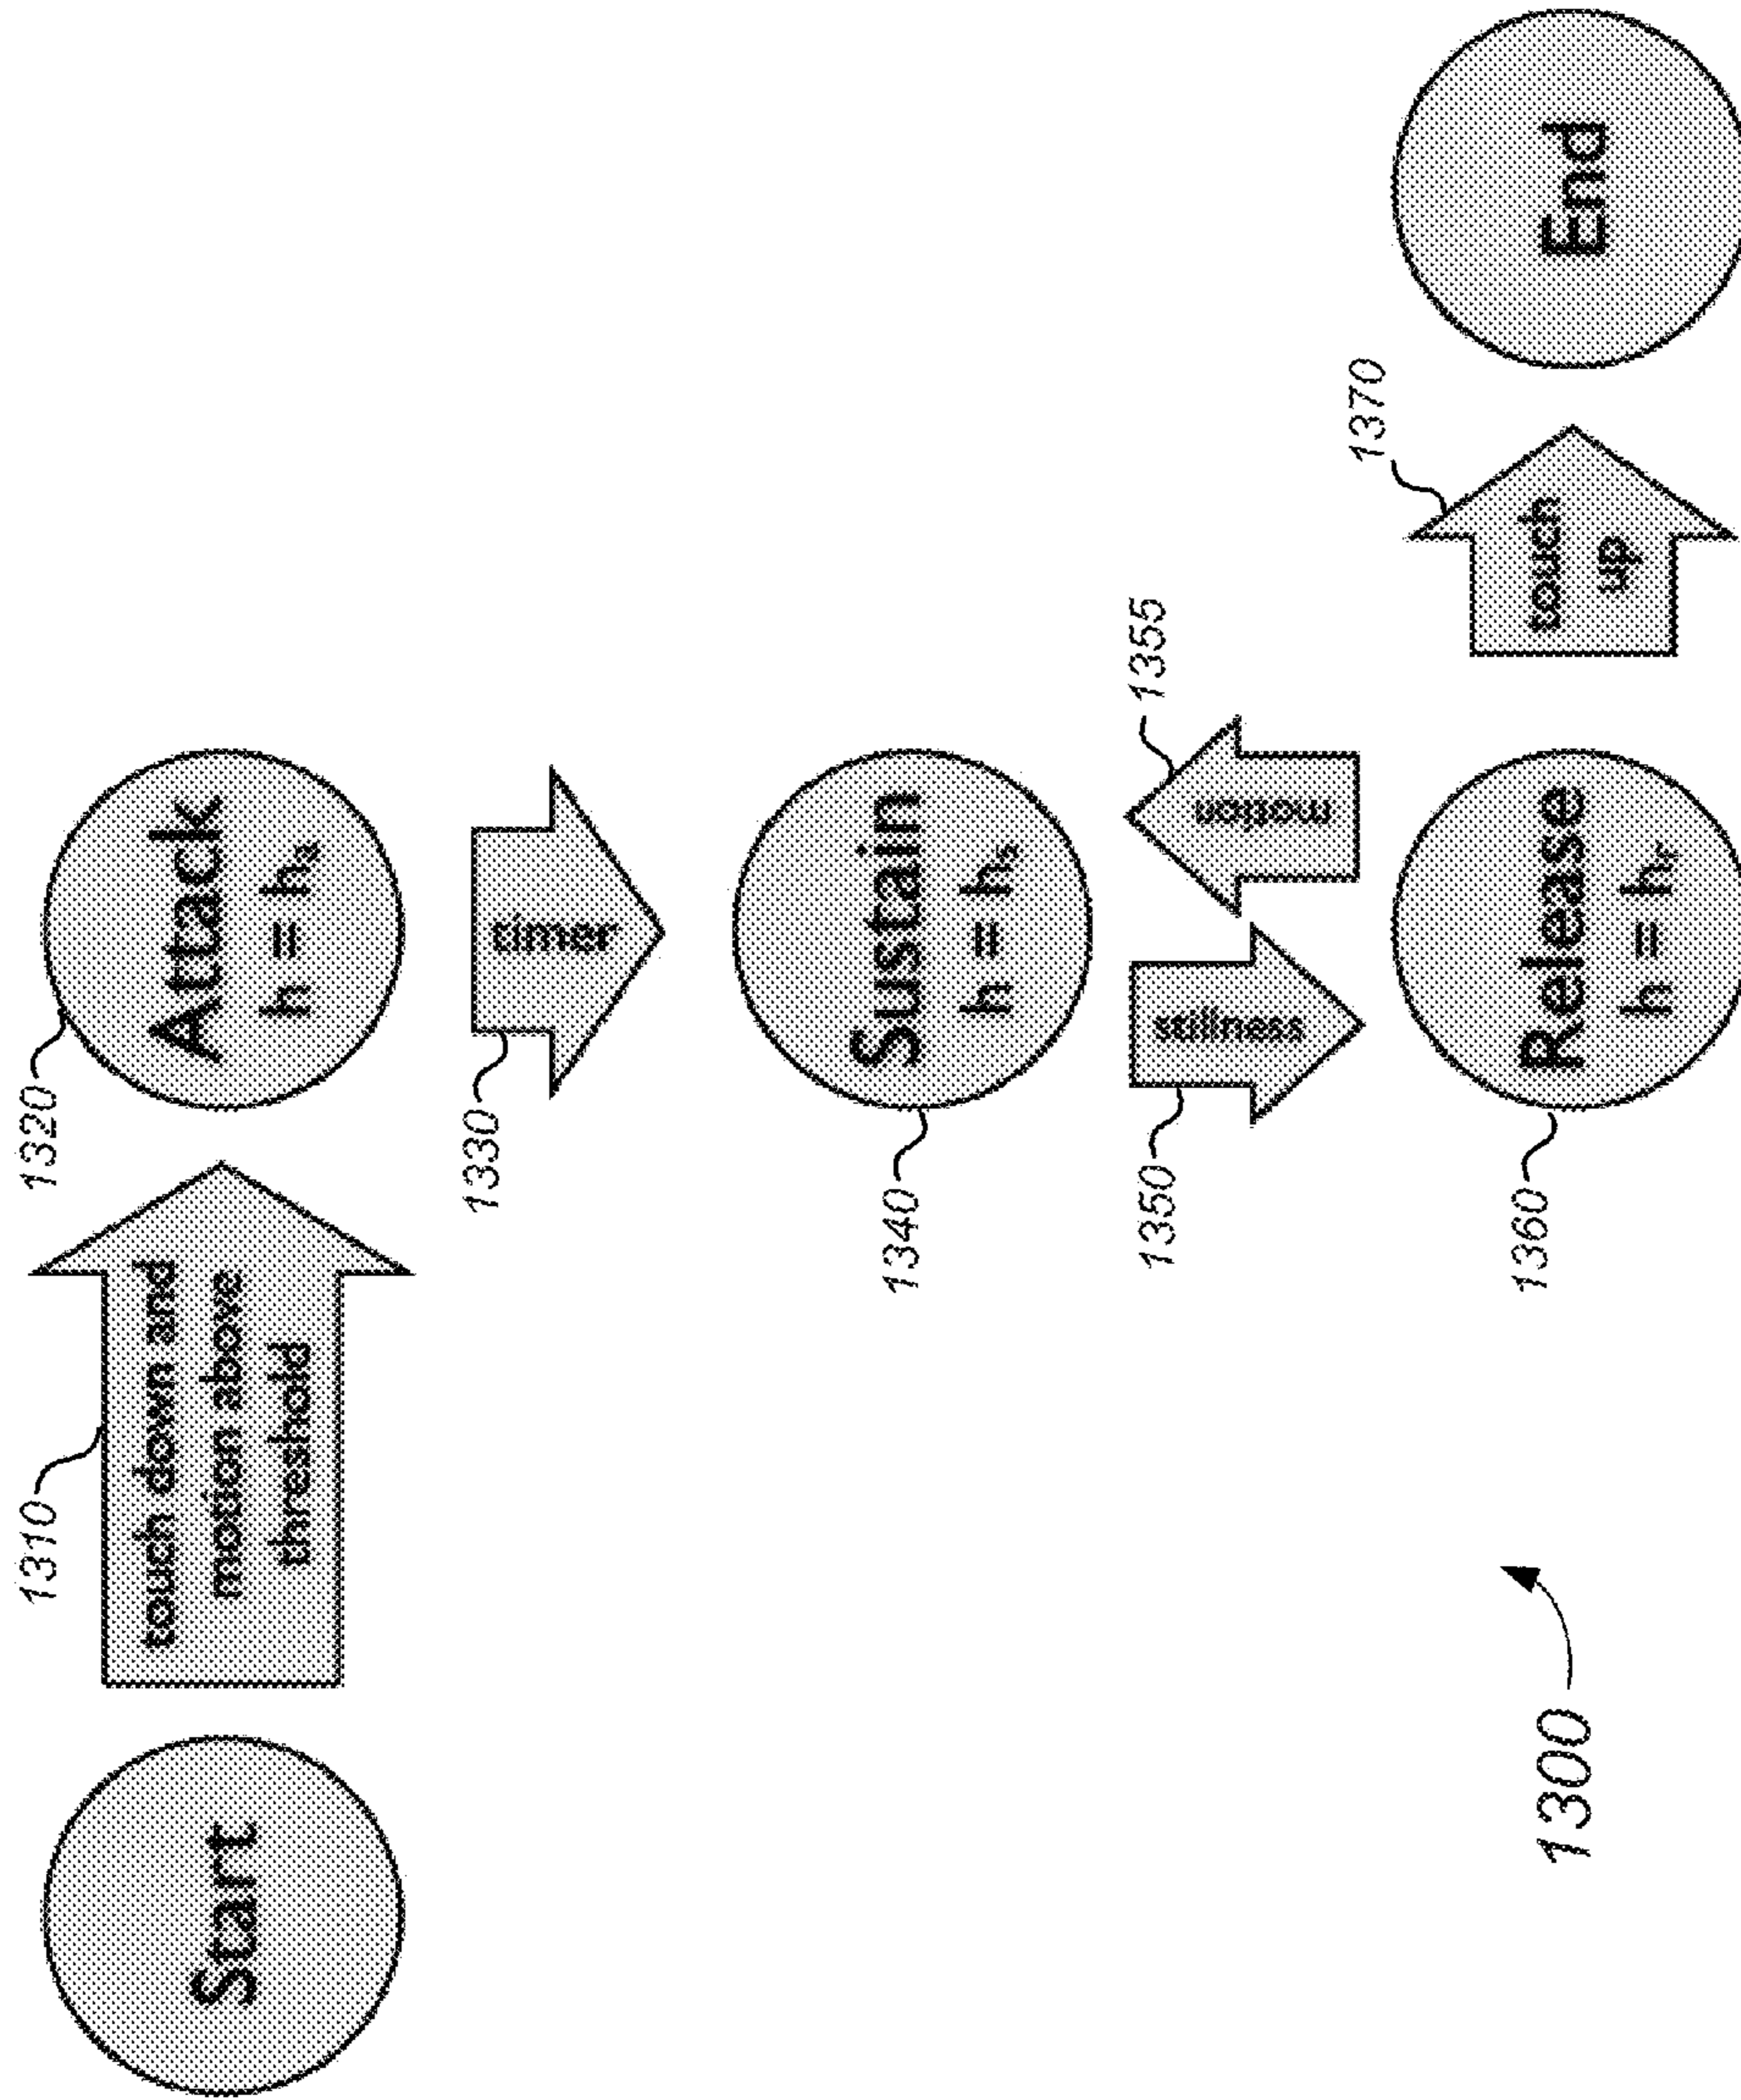 1310
1320
Start
touch down and
motion above
threshold
Attack
h = hₐ
1330
timer
1340
Sustain
h = hₛ
1350
stillness
motion
1355
1360
Release
h = hᵣ
1370
touch
up
End
1300